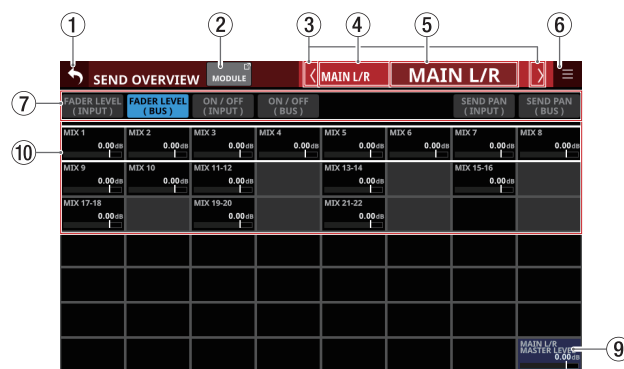 ① ② ③ ④ ⑤ ⑥
SEND OVERVIEW MODULE MAIN L/R MAIN L/R
⑦
FADER LEVEL (INPUT) FADER LEVEL (BUS) ON / OFF (INPUT) ON / OFF (BUS) SEND PAN (INPUT) SEND PAN (BUS)
⑩
MIX 1 MIX 2 MIX 3 MIX 4 MIX 5 MIX 6 MIX 7 MIX 8
0.00dB 0.00dB 0.00dB 0.00dB 0.00dB 0.00dB 0.00dB 0.00dB
MIX 9 MIX 10 MIX 11-12 MIX 13-14 MIX 15-16
0.00dB 0.00dB 0.00dB 0.00dB 0.00dB
MIX 17-18 MIX 19-20 MIX 21-22
0.00dB 0.00dB 0.00dB
MAIN L/R
MASTER LEVEL
0.00dB
⑨